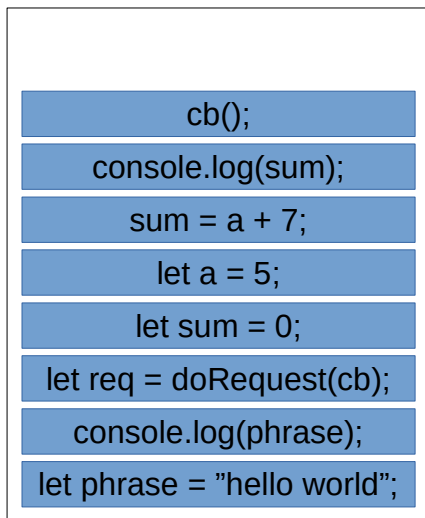 cb();
console.log(sum);
sum = a + 7;
let a = 5;
let sum = 0;
let req = doRequest(cb);
console.log(phrase);
let phrase = ”hello world”;